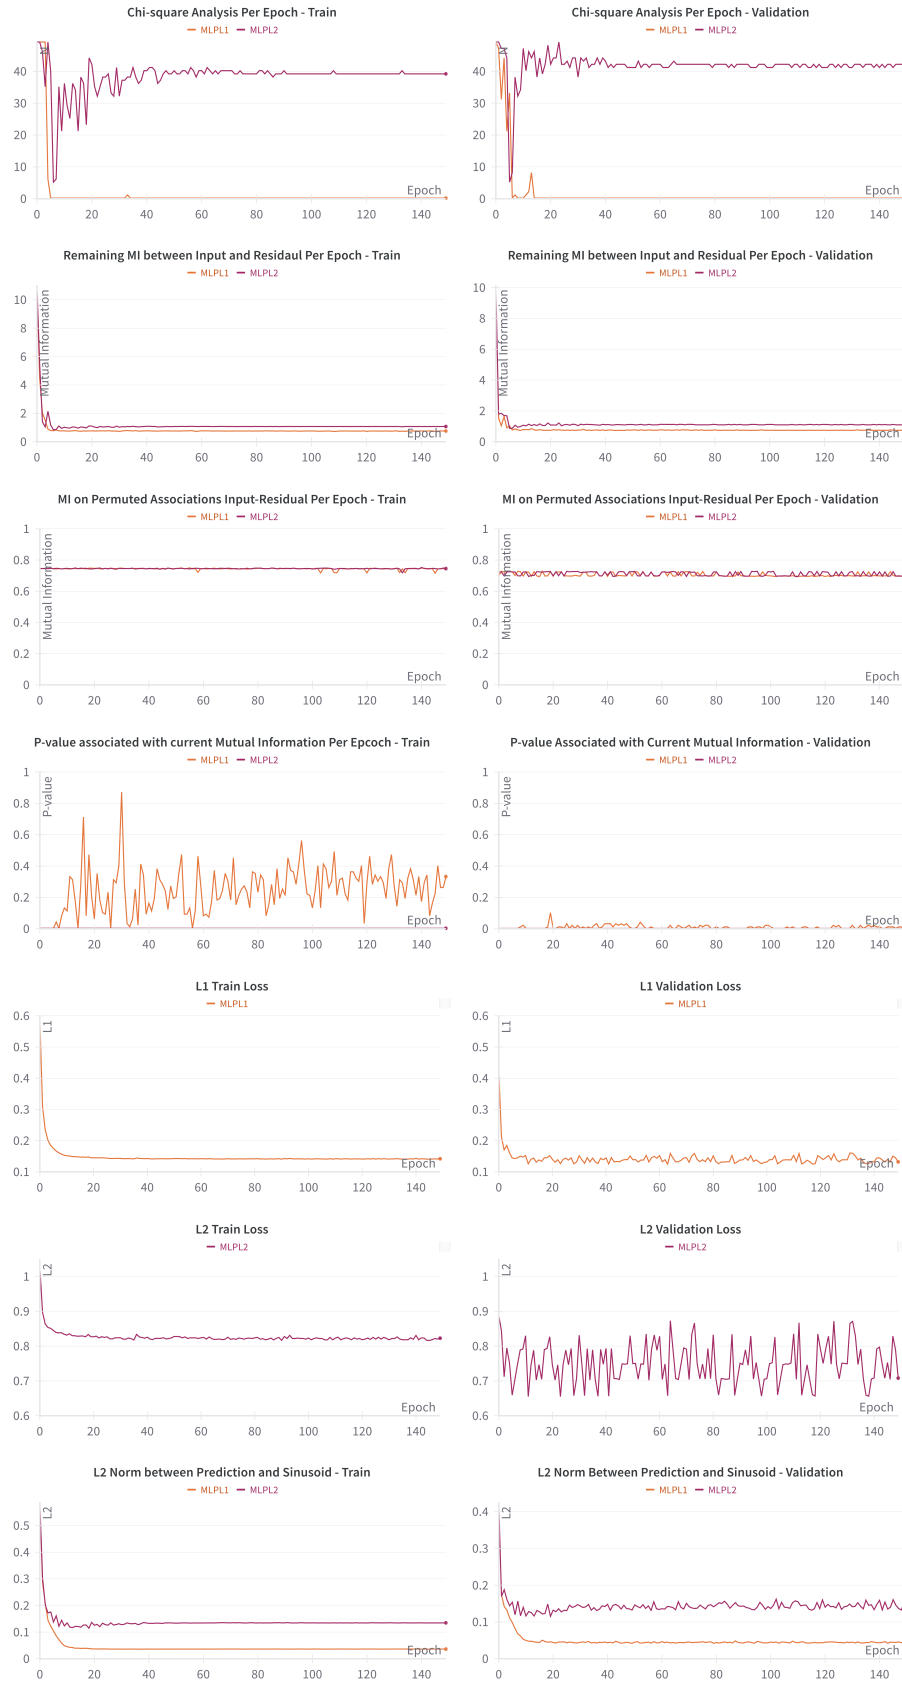 Chi-square Analysis Per Epoch - Train
MLPL1 MLPL2
N
40
30
20
10
0
Epoch
0 20 40 60 80 100 120 140
Chi-square Analysis Per Epoch - Validation
MLPL1 MLPL2
N
40
30
20
10
0
Epoch
0 20 40 60 80 100 120 140
Remaining MI between Input and Residaul Per Epoch - Train
MLPL1 MLPL2
Mutual Information
10
8
6
4
2
0
Epoch
0 20 40 60 80 100 120 140
Remaining MI between Input and Residual Per Epoch - Validation
MLPL1 MLPL2
Mutual Information
10
8
6
4
2
0
Epoch
0 20 40 60 80 100 120 140
MI on Permuted Associations Input-Residual Per Epoch - Train
MLPL1 MLPL2
Mutual Information
1
0.8
0.6
0.4
0.2
0
Epoch
0 20 40 60 80 100 120 140
MI on Permuted Associations Input-Residual Per Epoch - Validation
MLPL1 MLPL2
Mutual Information
1
0.8
0.6
0.4
0.2
0
Epoch
0 20 40 60 80 100 120 140
P-value associated with current Mutual Information Per Epcoch - Train
MLPL1 MLPL2
P-value
1
0.8
0.6
0.4
0.2
0
Epoch
0 20 40 60 80 100 120 140
P-value Associated with Current Mutual Information - Validation
MLPL1 MLPL2
P-value
1
0.8
0.6
0.4
0.2
0
Epoch
0 20 40 60 80 100 120 140
L1 Train Loss
MLPL1
L1
0.6
0.5
0.4
0.3
0.2
0.1
Epoch
0 20 40 60 80 100 120 140
L1 Validation Loss
MLPL1
L1
0.6
0.5
0.4
0.3
0.2
0.1
Epoch
0 20 40 60 80 100 120 140
L2 Train Loss
MLPL2
L2
1
0.9
0.8
0.7
0.6
Epoch
0 20 40 60 80 100 120 140
L2 Validation Loss
MLPL2
L2
1
0.9
0.8
0.7
0.6
Epoch
0 20 40 60 80 100 120 140
L2 Norm between Prediction and Sinusoid - Train
MLPL1 MLPL2
L2
0.5
0.4
0.3
0.2
0.1
0
Epoch
0 20 40 60 80 100 120 140
L2 Norm Between Prediction and Sinusoid - Validation
MLPL1 MLPL2
L2
0.4
0.3
0.2
0.1
0
Epoch
0 20 40 60 80 100 120 140